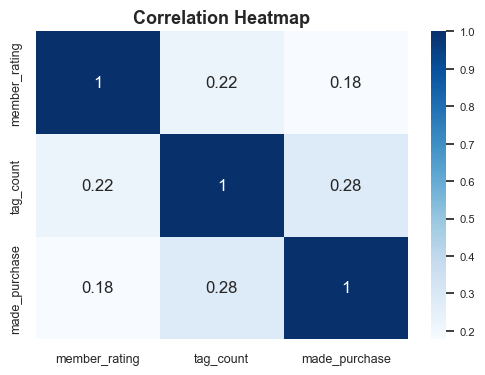 Correlation Heatmap
member_rating
1
0.22
0.18
tag_count
0.22
1
0.28
made_purchase
0.18
0.28
1
member_rating
tag_count
made_purchase
1.0
0.9
0.8
0.7
0.6
0.5
0.4
0.3
0.2